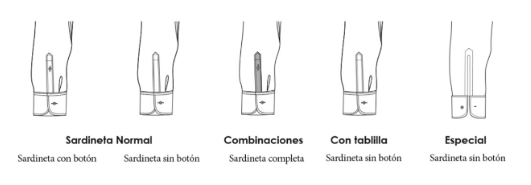 Sardineta Normal Combinaciones Con tablilla Especial
Sardineta con botón Sardineta sin botón Sardineta completa Sardineta sin botón Sardineta sin botón